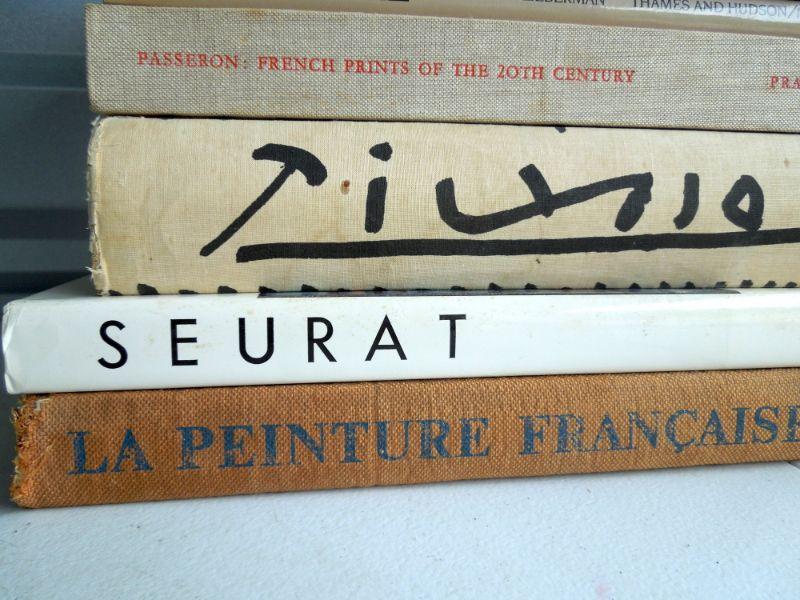 THAMES AND HUDSON
PASSERON: FRENCH PRINTS OF THE 20TH CENTURY
Picasso
SEURAT
LA PEINTURE FRANÇAISE